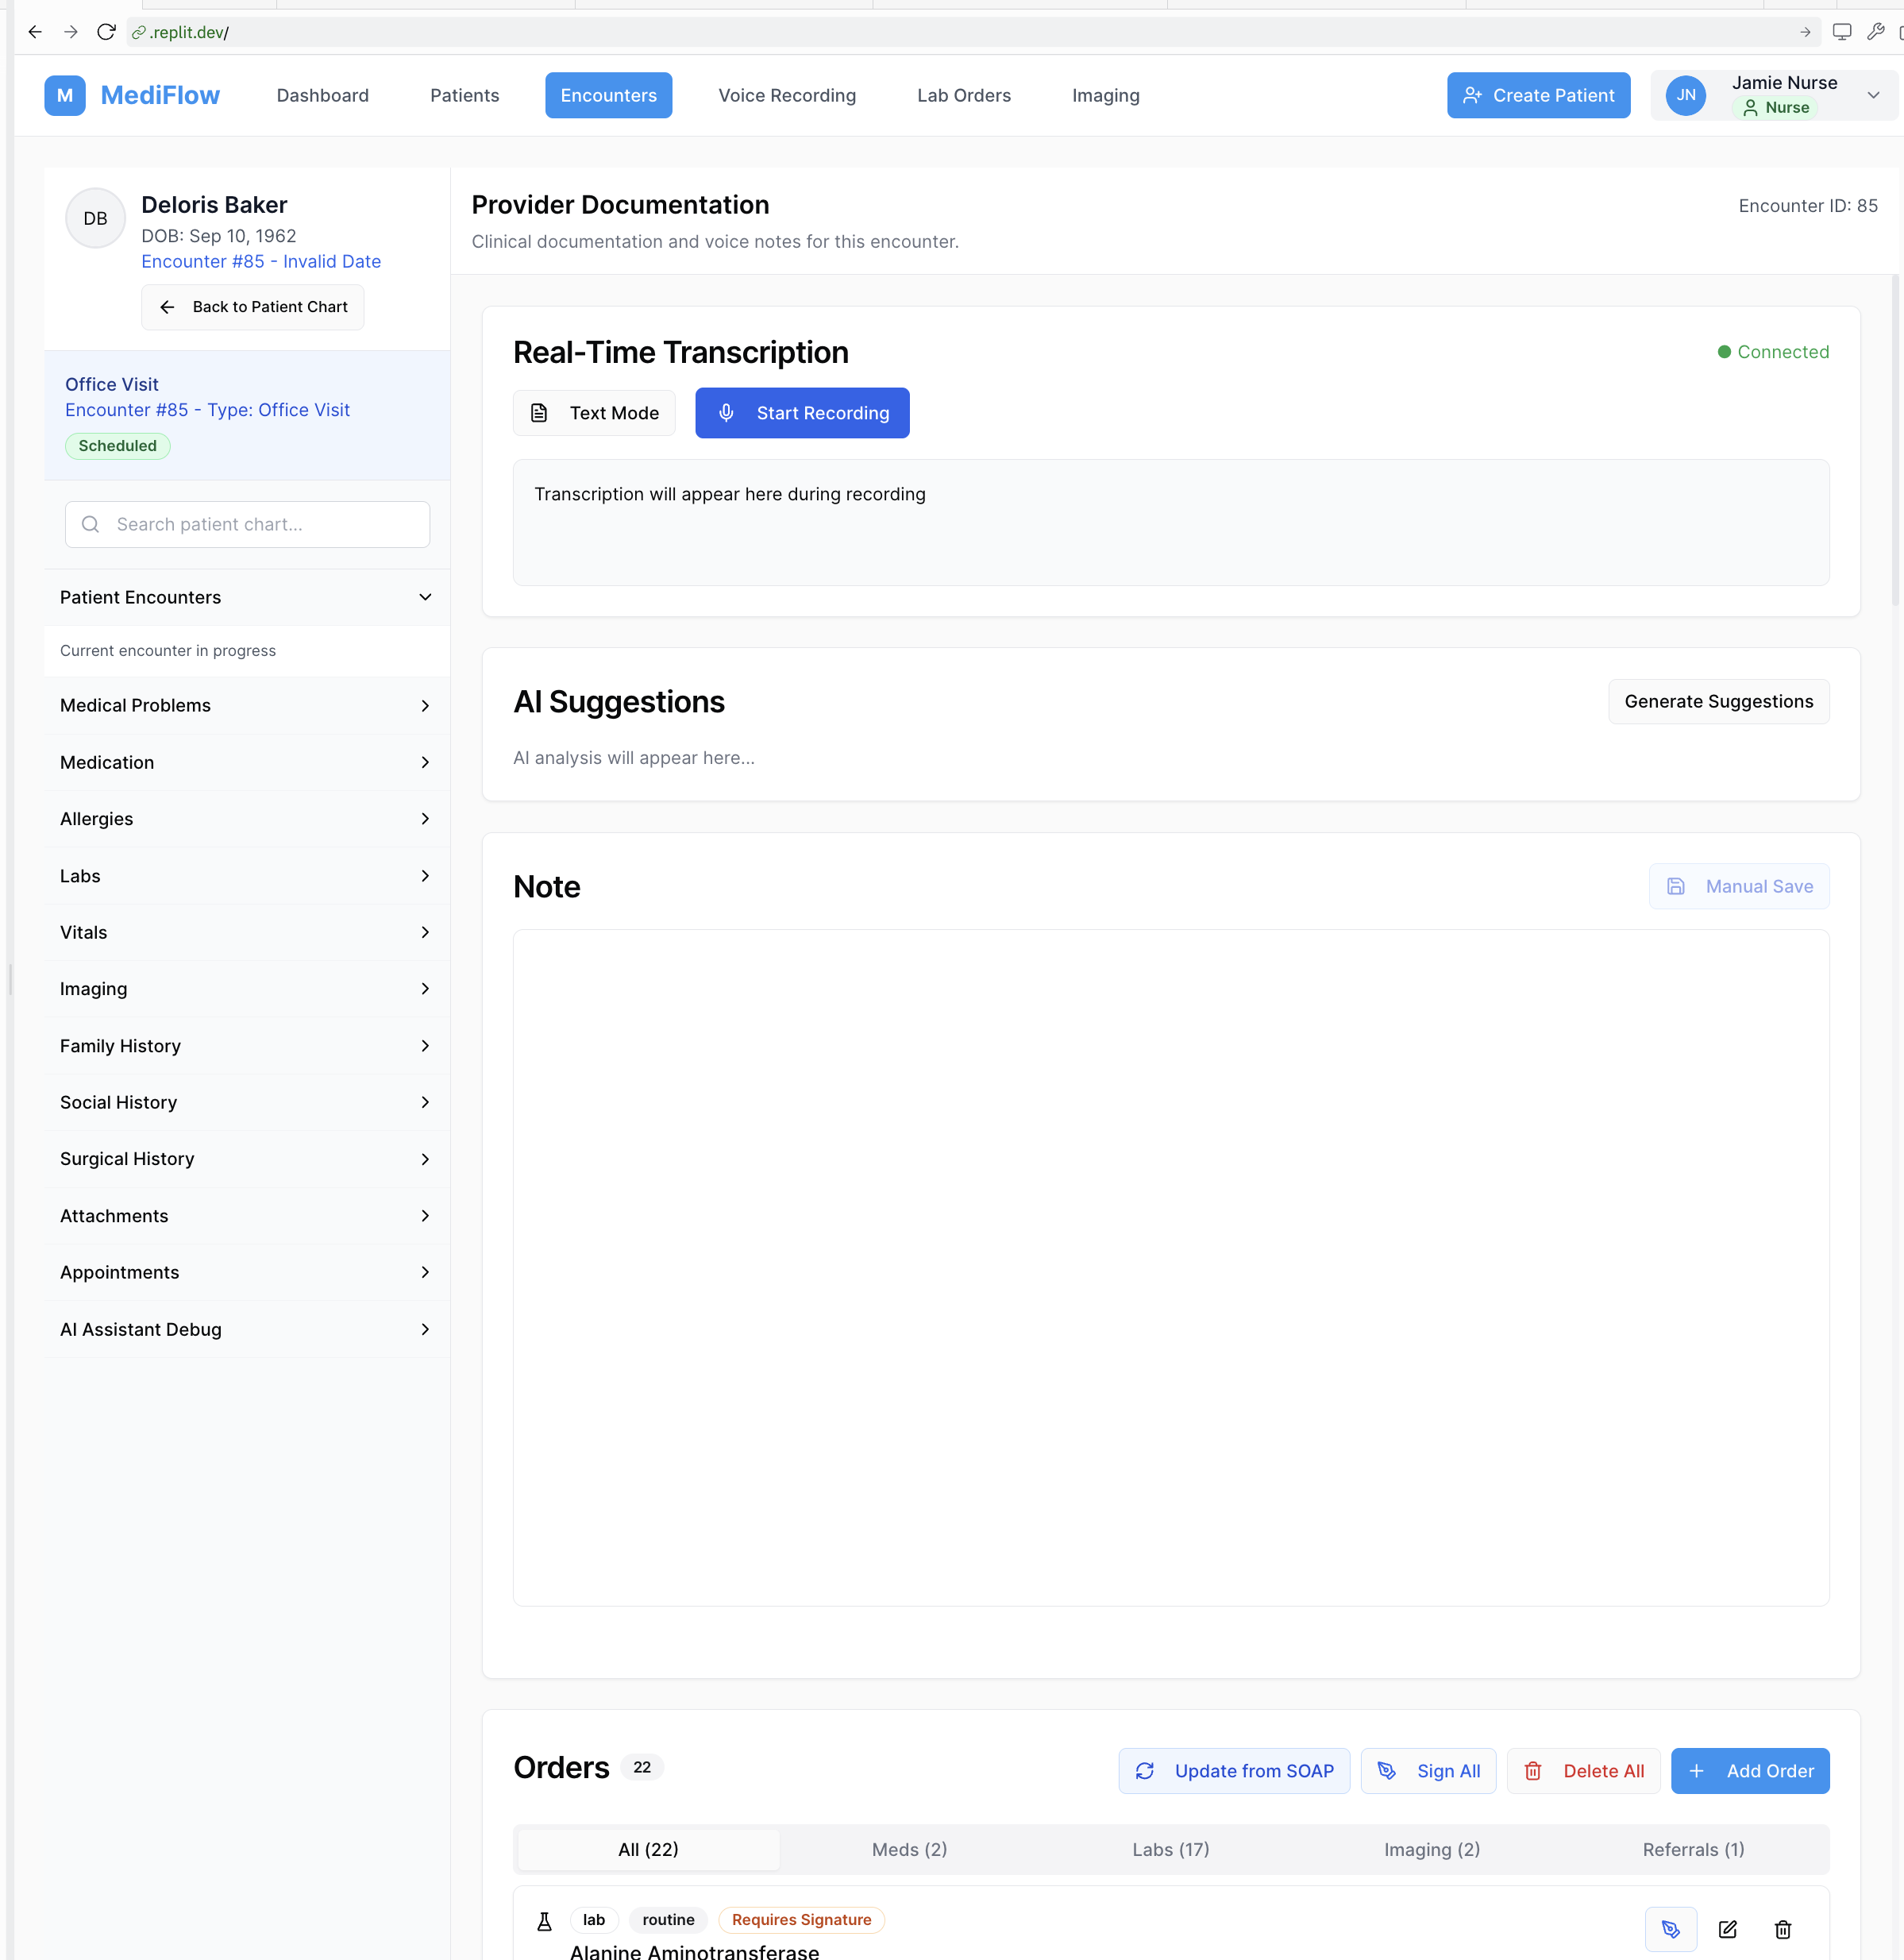 .replit.dev/
M MediFlow Dashboard Patients Encounters Voice Recording Lab Orders Imaging Create Patient JN Jamie Nurse
Nurse
DB Deloris Baker
DOB: Sep 10, 1962
Encounter #85 - Invalid Date
Back to Patient Chart
Office Visit
Encounter #85 - Type: Office Visit
Scheduled
Search patient chart...
Patient Encounters
Current encounter in progress
Medical Problems
Medication
Allergies
Labs
Vitals
Imaging
Family History
Social History
Surgical History
Attachments
Appointments
AI Assistant Debug
Provider Documentation Encounter ID: 85
Clinical documentation and voice notes for this encounter.
Real-Time Transcription Connected
Text Mode Start Recording
Transcription will appear here during recording
AI Suggestions Generate Suggestions
AI analysis will appear here...
Note Manual Save
Orders 22 Update from SOAP Sign All Delete All Add Order
All (22) Meds (2) Labs (17) Imaging (2) Referrals (1)
lab routine Requires Signature
Alanine Aminotransferase